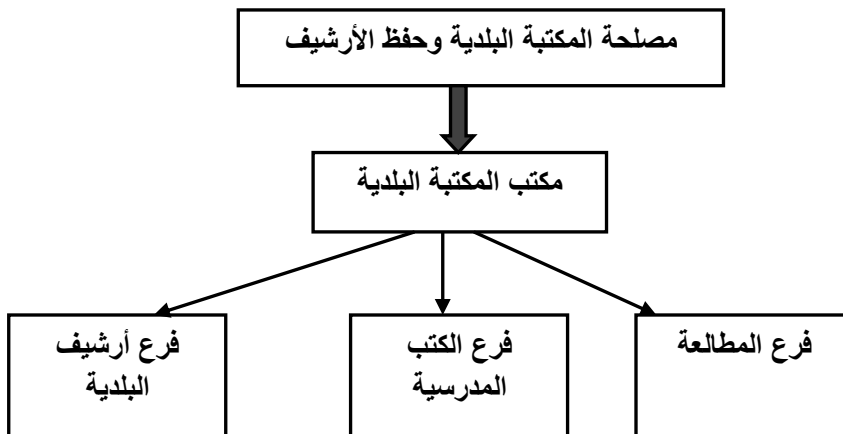 مصلحة المكتبة البلدية وحفظ الأرشيف
مكتب المكتبة البلدية
فرع المطالعة
فرع الكتب
المدرسية
فرع أرشيف
البلدية